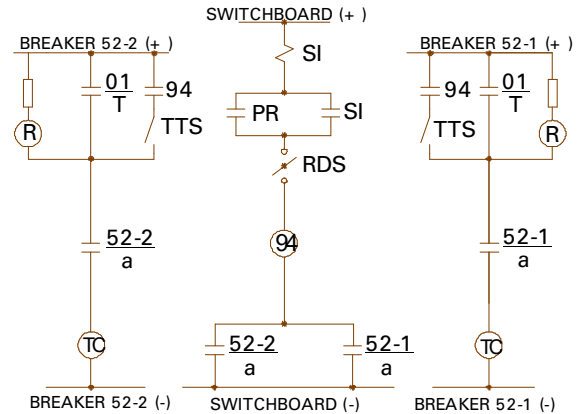 SWITCHBOARD (+)
BREAKER 52-2 (+)
BREAKER 52-1 (+)
SI
01
T
94
94
01
T
PR
SI
TTS
TTS
R
R
RDS
94
52-2
a
52-1
a
52-2
a
52-1
a
TC
TC
BREAKER 52-2 (-)
SWITCHBOARD (-)
BREAKER 52-1 (-)